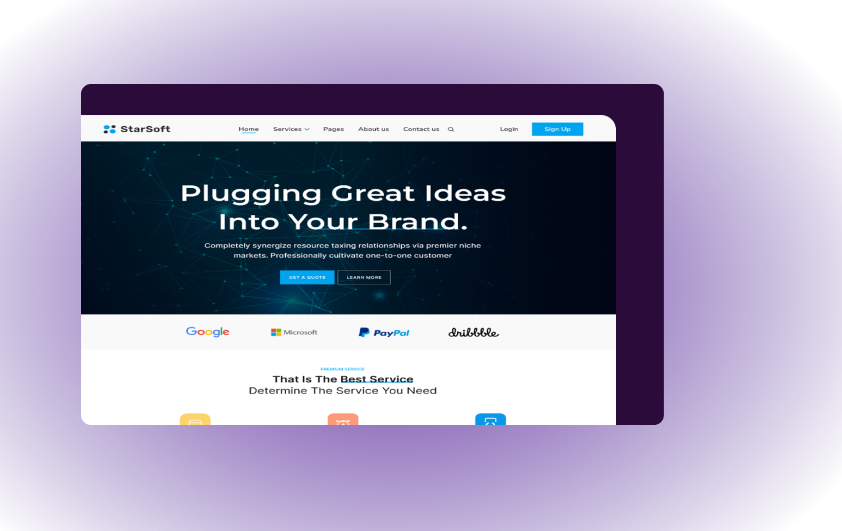 StarSoft Home Services Pages About us Contact us Login Sign Up
Plugging Great Ideas
Into Your Brand.
Completely synergize resource taxing relationships via premier niche
markets. Professionally cultivate one-to-one customer
GET A QUOTE LEARN MORE
Google Microsoft PayPal dribbble
PREMIUM SERVICE
That Is The Best Service
Determine The Service You Need